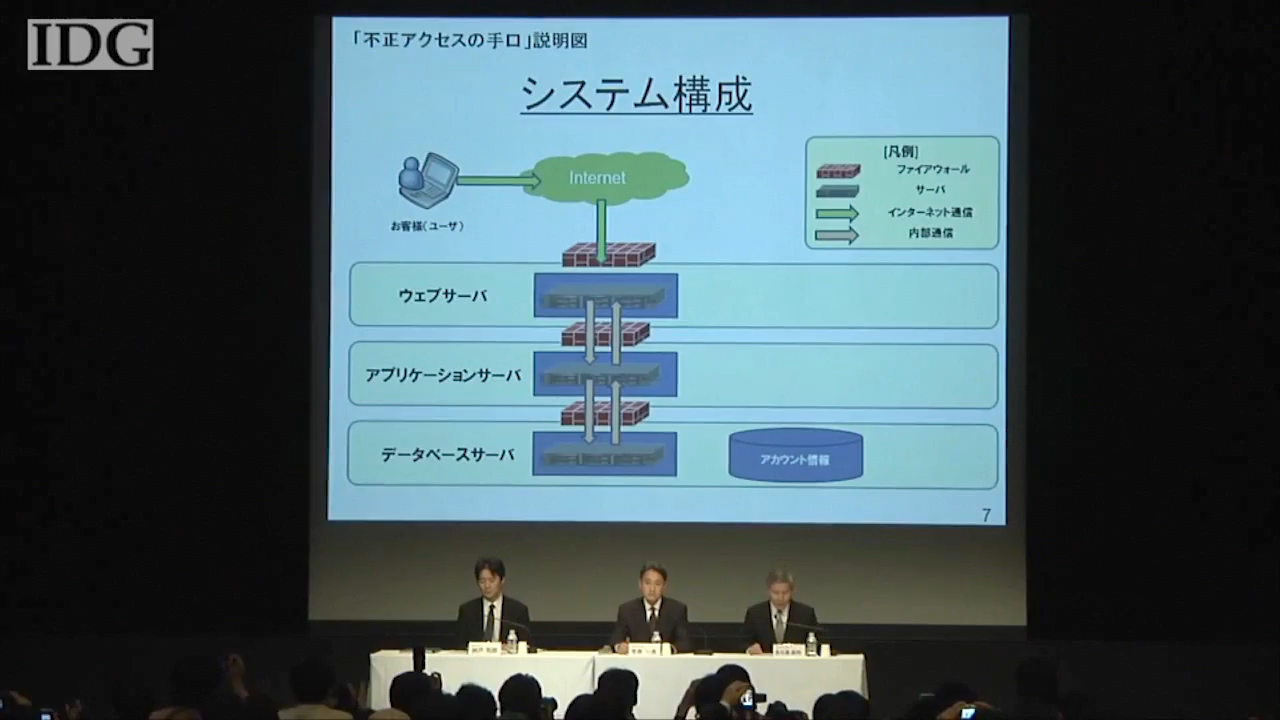 IDG
「不正アクセスの手口」説明図
システム構成
[凡例]
ファイアウォール
サーバ
インターネット通信
内部通信
Internet
お客様(ユーザ)
ウェブサーバ
アプリケーションサーバ
データベースサーバ
アカウント情報
7